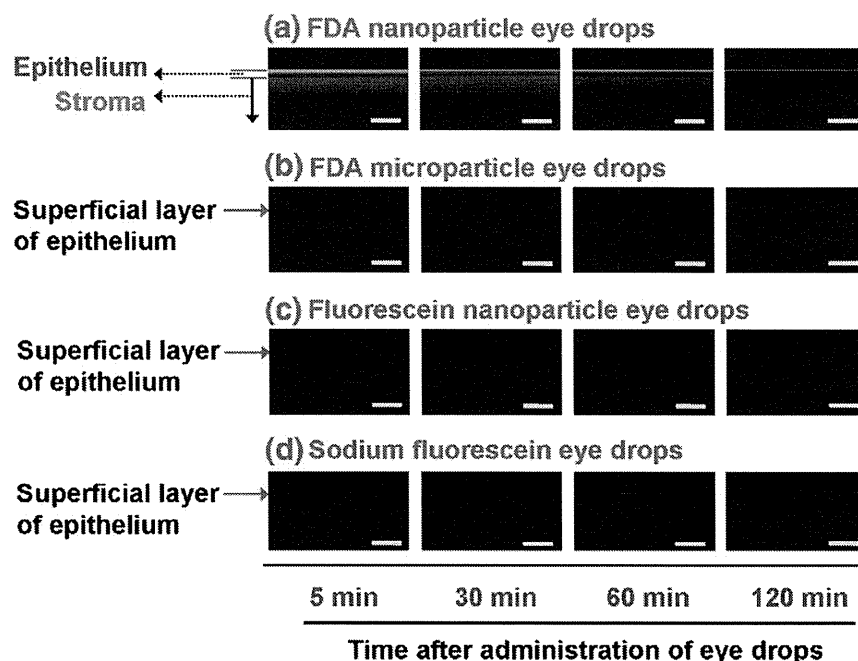 (a) FDA nanoparticle eye drops
Epithelium
Stroma
(b) FDA microparticle eye drops
Superficial layer
of epithelium
(c) Fluorescein nanoparticle eye drops
Superficial layer
of epithelium
(d) Sodium fluorescein eye drops
Superficial layer
of epithelium
5 min 30 min 60 min 120 min
Time after administration of eye drops